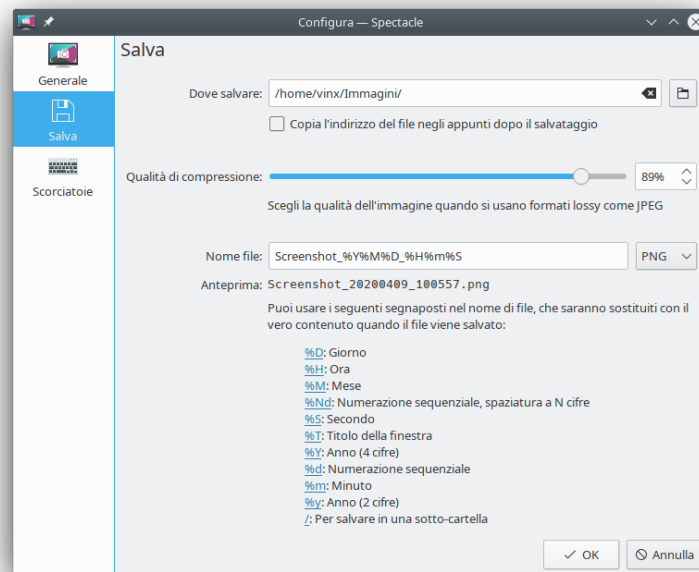 Configura — Spectacle
Generale
Salva
Scorciatoie
Salva
Dove salvare: /home/vinx/Immagini/
Copia l'indirizzo del file negli appunti dopo il salvataggio
Qualità di compressione: 89%
Scegli la qualità dell'immagine quando si usano formati lossy come JPEG
Nome file: Screenshot_%Y%M%D_%H%m%S PNG
Anteprima: Screenshot_20200409_100557.png
Puoi usare i seguenti segnaposti nel nome di file, che saranno sostituiti con il
vero contenuto quando il file viene salvato:
%D: Giorno
%H: Ora
%M: Mese
%Nd: Numerazione sequenziale, spaziatura a N cifre
%S: Secondo
%T: Titolo della finestra
%Y: Anno (4 cifre)
%d: Numerazione sequenziale
%m: Minuto
%y: Anno (2 cifre)
/: Per salvare in una sotto-cartella
OK Annulla